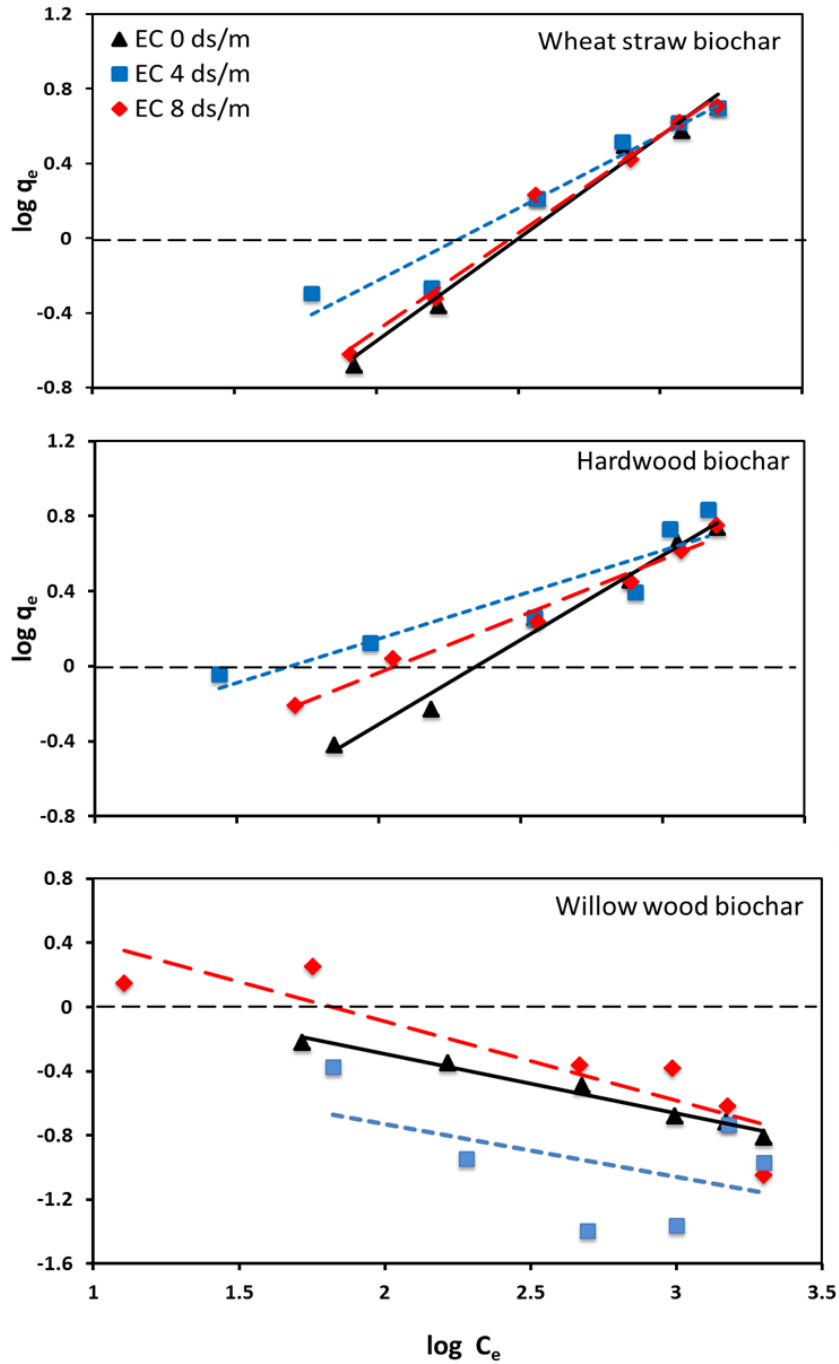 1.2
0.8
0.4
0
-0.4
-0.8
log qe
EC 0 ds/m
EC 4 ds/m
EC 8 ds/m
Wheat straw biochar
1.2
0.8
0.4
0
-0.4
-0.8
log qe
Hardwood biochar
0.8
0.4
0
-0.4
-0.8
-1.2
-1.6
Willow wood biochar
1 1.5 2 2.5 3 3.5
log Ce